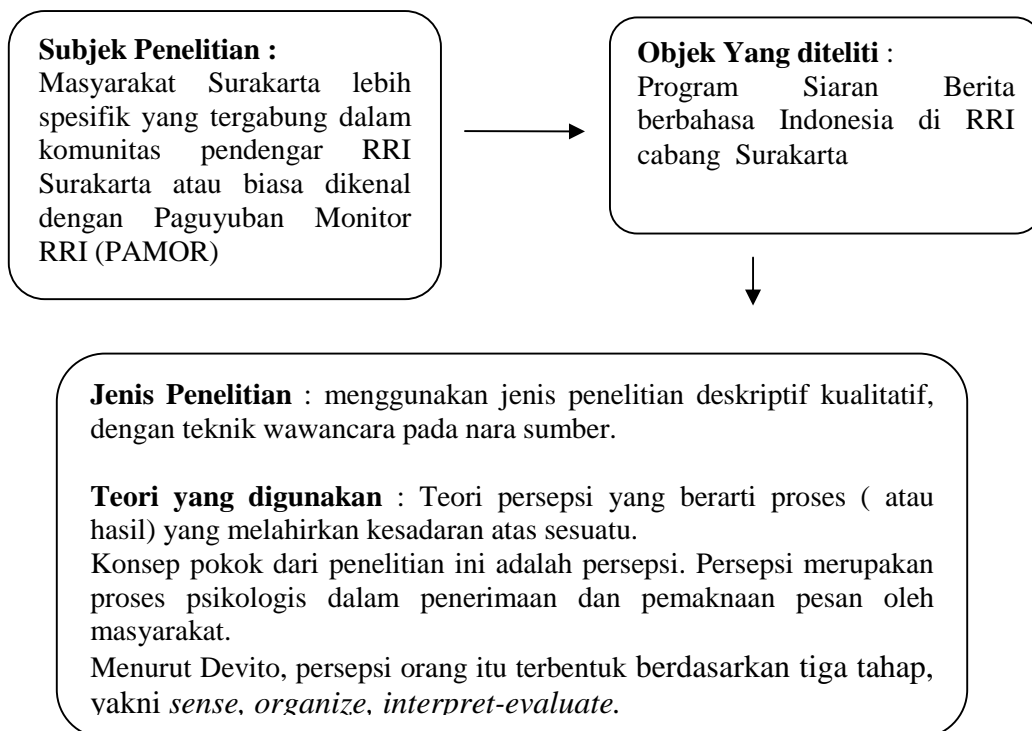 Subjek Penelitian :
Masyarakat Surakarta lebih
spesifik yang tergabung dalam
komunitas pendengar RRI
Surakarta atau biasa dikenal
dengan Paguyuban Monitor
RRI (PAMOR)
Objek Yang diteliti :
Program Siaran Berita
berbahasa Indonesia di RRI
cabang Surakarta
Jenis Penelitian : menggunakan jenis penelitian deskriptif kualitatif,
dengan teknik wawancara pada nara sumber.
Teori yang digunakan : Teori persepsi yang berarti proses ( atau
hasil) yang melahirkan kesadaran atas sesuatu.
Konsep pokok dari penelitian ini adalah persepsi. Persepsi merupakan
proses psikologis dalam penerimaan dan pemaknaan pesan oleh
masyarakat.
Menurut Devito, persepsi orang itu terbentuk berdasarkan tiga tahap,
yakni sense, organize, interpret-evaluate.